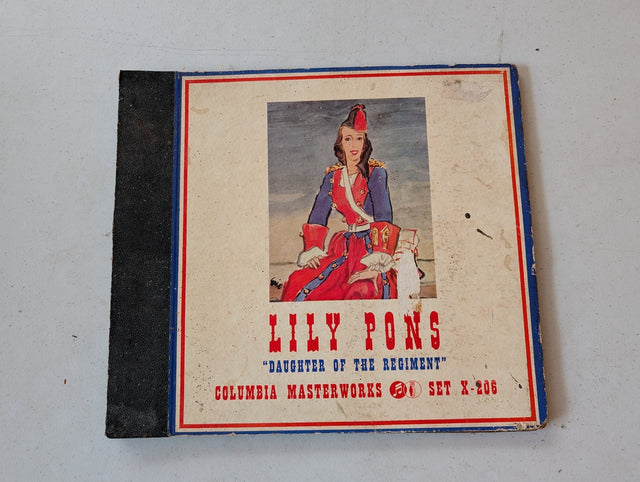 LILY PONS
"DAUGHTER OF THE REGIMENT"
COLUMBIA MASTERWORKS SET X-206